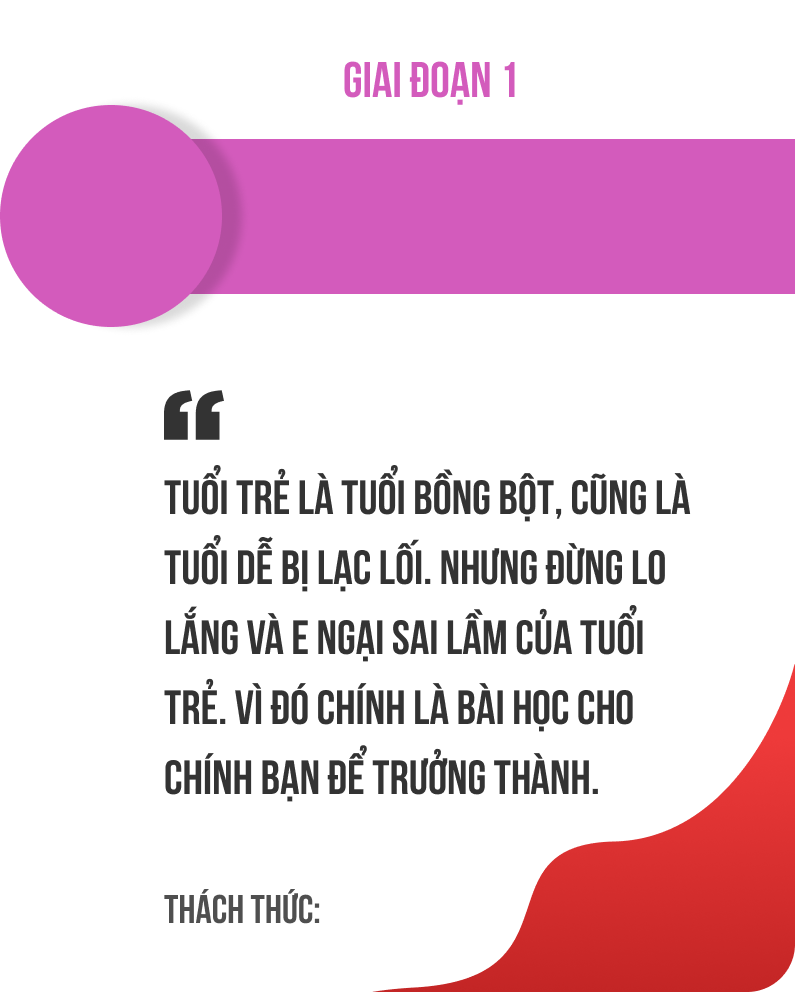 GIAI ĐOẠN 1
“
TUỔI TRẺ LÀ TUỔI BỒNG BỘT, CŨNG LÀ
TUỔI DỄ BỊ LẠC LỐI. NHƯNG ĐỪNG LO
LẮNG VÀ E NGẠI SAI LẦM CỦA TUỔI
TRẺ. VÌ ĐÓ CHÍNH LÀ BÀI HỌC CHO
CHÍNH BẠN ĐỂ TRƯỞNG THÀNH.
THÁCH THỨC: